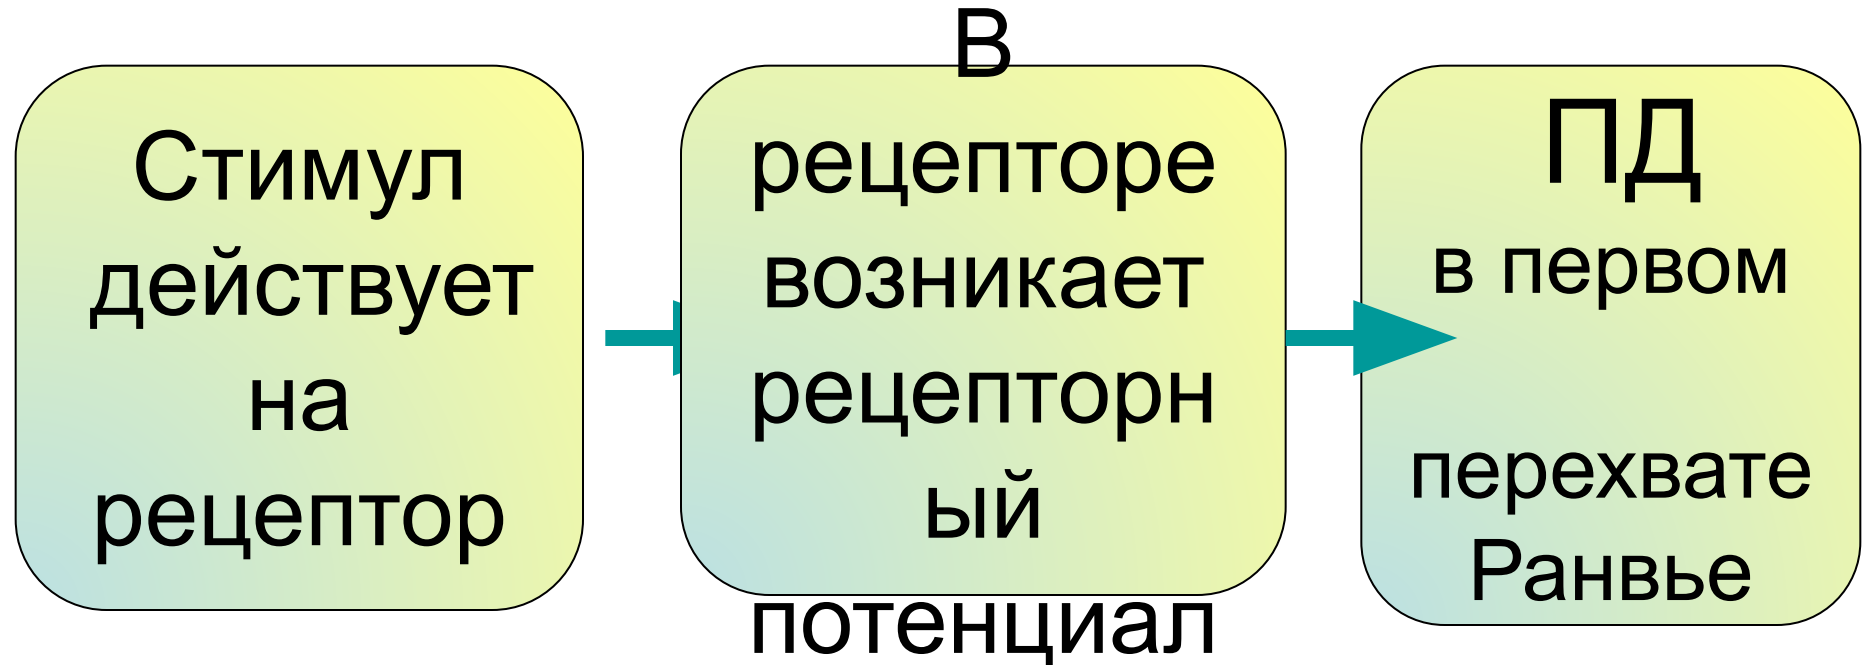 Стимул
действует
на
рецептор
В
рецепторе
возникает
рецепторн
ый
потенциал
ПД
в первом
перехвате
Ранвье